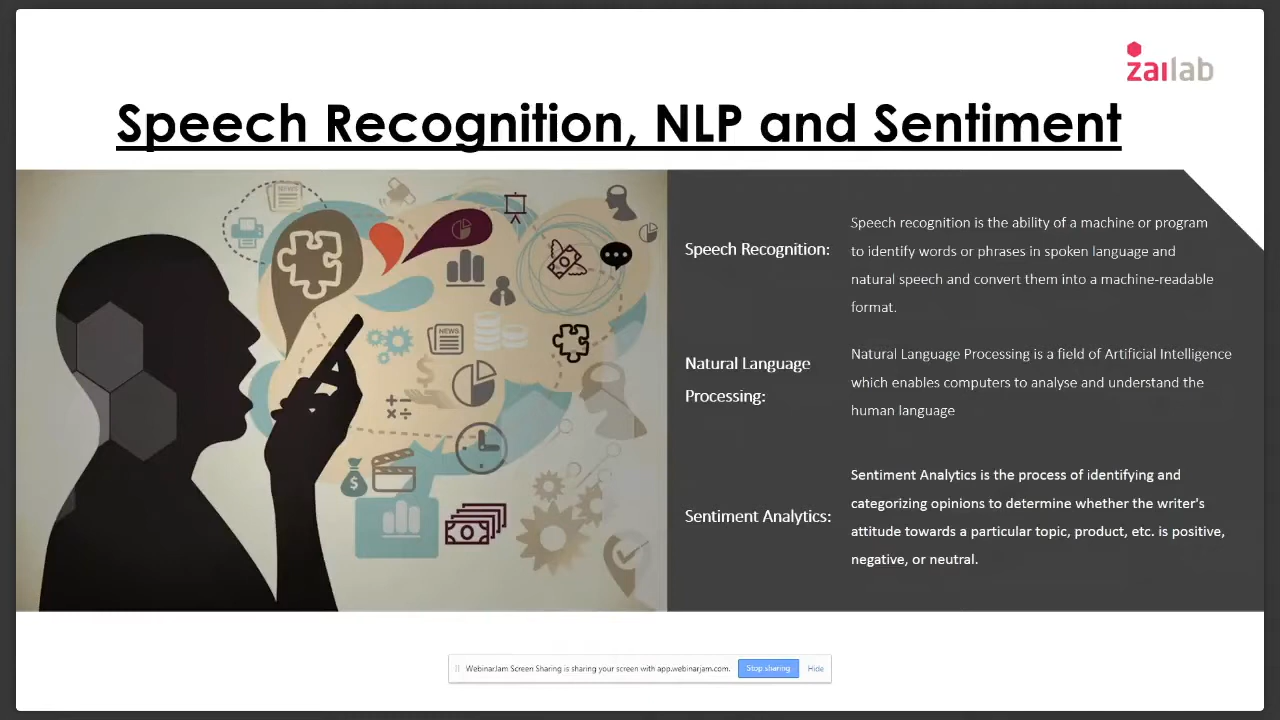 zailab
Speech Recognition, NLP and Sentiment
NEWS
NEWS
$
$
Speech Recognition:
Speech recognition is the ability of a machine or program
to identify words or phrases in spoken language and
natural speech and convert them into a machine-readable
format.
Natural Language
Processing:
Natural Language Processing is a field of Artificial Intelligence
which enables computers to analyse and understand the
human language
Sentiment Analytics:
Sentiment Analytics is the process of identifying and
categorizing opinions to determine whether the writer's
attitude towards a particular topic, product, etc. is positive,
negative, or neutral.
WebinarJam Screen Sharing is sharing your screen with app.webinarjam.com.
Stop sharing
Hide